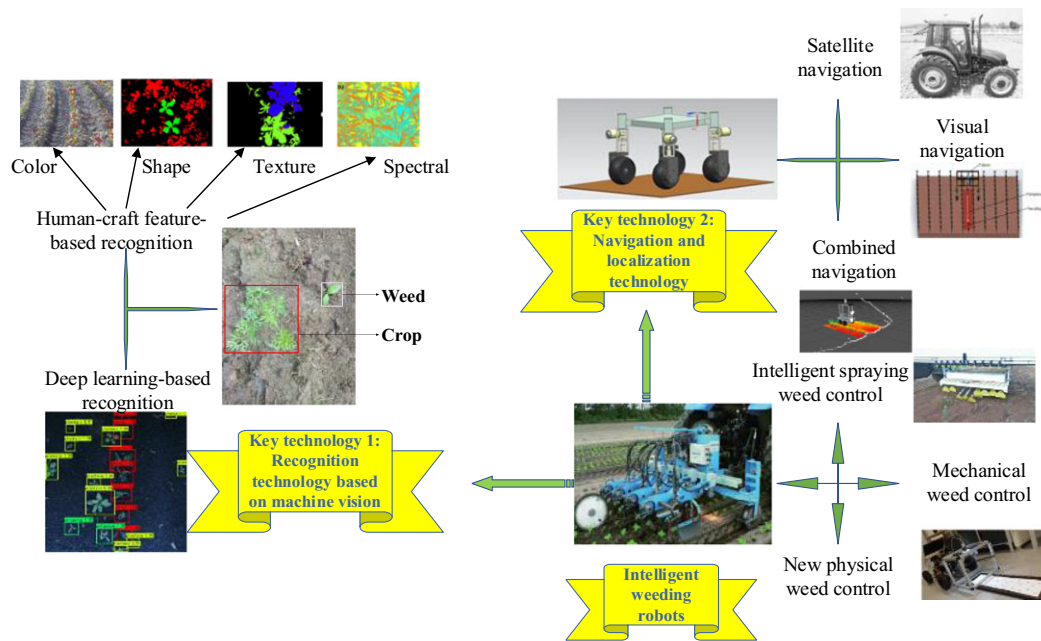 Color
Shape
Texture
Spectral
Human-craft feature-
based recognition
Weed
Crop
Deep learning-based
recognition
Key technology 1:
Recognition
technology based
on machine vision
Satellite
navigation
Visual
navigation
Key technology 2:
Navigation and
localization
technology
Combined
navigation
Intelligent spraying
weed control
Mechanical
weed control
New physical
weed control
Intelligent
weeding
robots